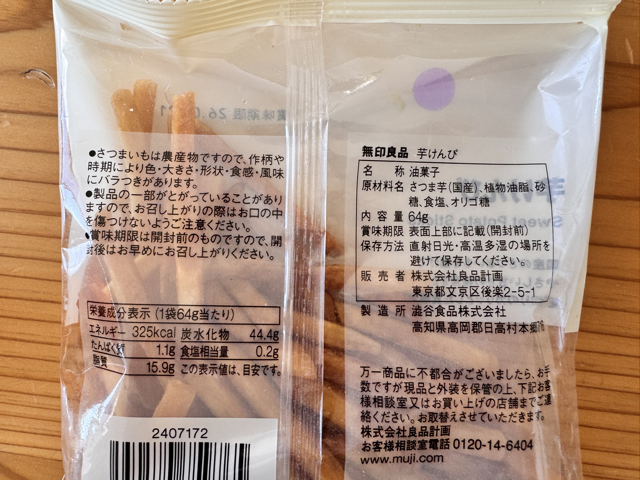 ●さつまいもは農産物ですので、作柄や
時期により色・大きさ・形状・食感・風味
にバラつきがあります。
●製品の一部がとがっていることがあり
ますので、お召し上がりの際はお口の中
を傷つけないようご注意ください。
●賞味期限は開封前のものですので、開
封後はお早めにお召し上がりください。
栄養成分表示（1袋64g当たり）
エネルギー 325kcal 炭水化物 44.4g
たんぱく質 1.1g 食塩相当量 0.2g
脂質 15.9g この表示値は、目安です。
2407172
無印良品 芋けんぴ
名 称 油菓子
原材料名 さつま芋（国産）、植物油脂、砂
糖、食塩、オリゴ糖
内 容 量 64g
賞味期限 表面上部に記載（開封前）
保存方法 直射日光・高温多湿の場所を
避けて保存してください。
販 売 者 株式会社良品計画
東京都文京区後楽2-5-1
製 造 所 澁谷食品株式会社
高知県高岡郡日高村本郷
万一商品に不都合がございましたら、お手
数ですが現品と外装を保管の上、下記お客
様相談室又はお買い上げの店舗までご連
絡ください。お取替えさせていただきます。
株式会社良品計画
お客様相談室電話 0120-14-6404
www.muji.com
賞味期限 26.0
Sweet Potato